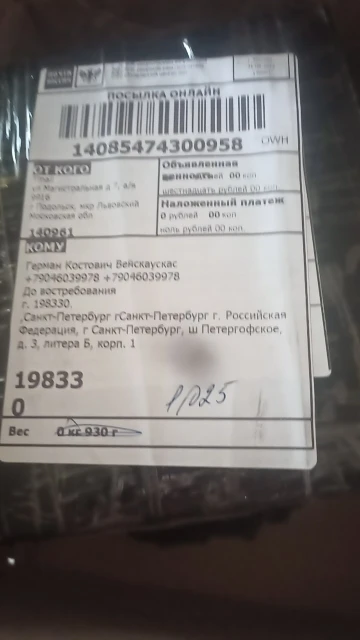 ПОСЫЛКА ОНЛАЙН
14085474300958
OWH
ОТ КОГО
ул Магистральная д
г Подольск, мкр Львовский
Московская обл
140961
Объявленная
ценность 00 коп
шестнадцать рублей 00 коп
Наложенный платеж
0 рублей 00 коп
ноль рублей 00 коп
КОМУ
Герман Костович Вейскаускас
+79046039978 +79046039978
До востребования
г. 198330,
,Санкт-Петербург гСанкт-Петербург г. Российская
Федерация, г Санкт-Петербург, ш Петергофское,
д. 3, литера Б, корп. 1
19833
0
1,025
Вес 0 кг 930 г